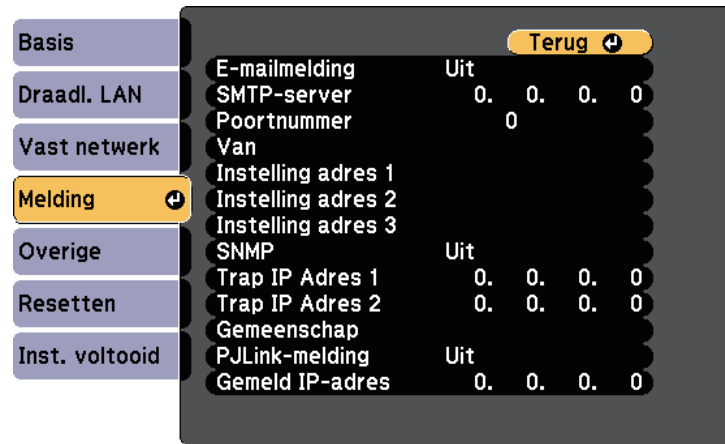 Basis
Draadl. LAN
Vast netwerk
Melding
Overige
Resetten
Inst. voltooid
Terug
E-mailmelding Uit
SMTP-server 0. 0. 0. 0
Poortnummer 0
Van
Instelling adres 1
Instelling adres 2
Instelling adres 3
SNMP Uit
Trap IP Adres 1 0. 0. 0. 0
Trap IP Adres 2 0. 0. 0. 0
Gemeenschap
PJLink-melding Uit
Gemeld IP-adres 0. 0. 0. 0